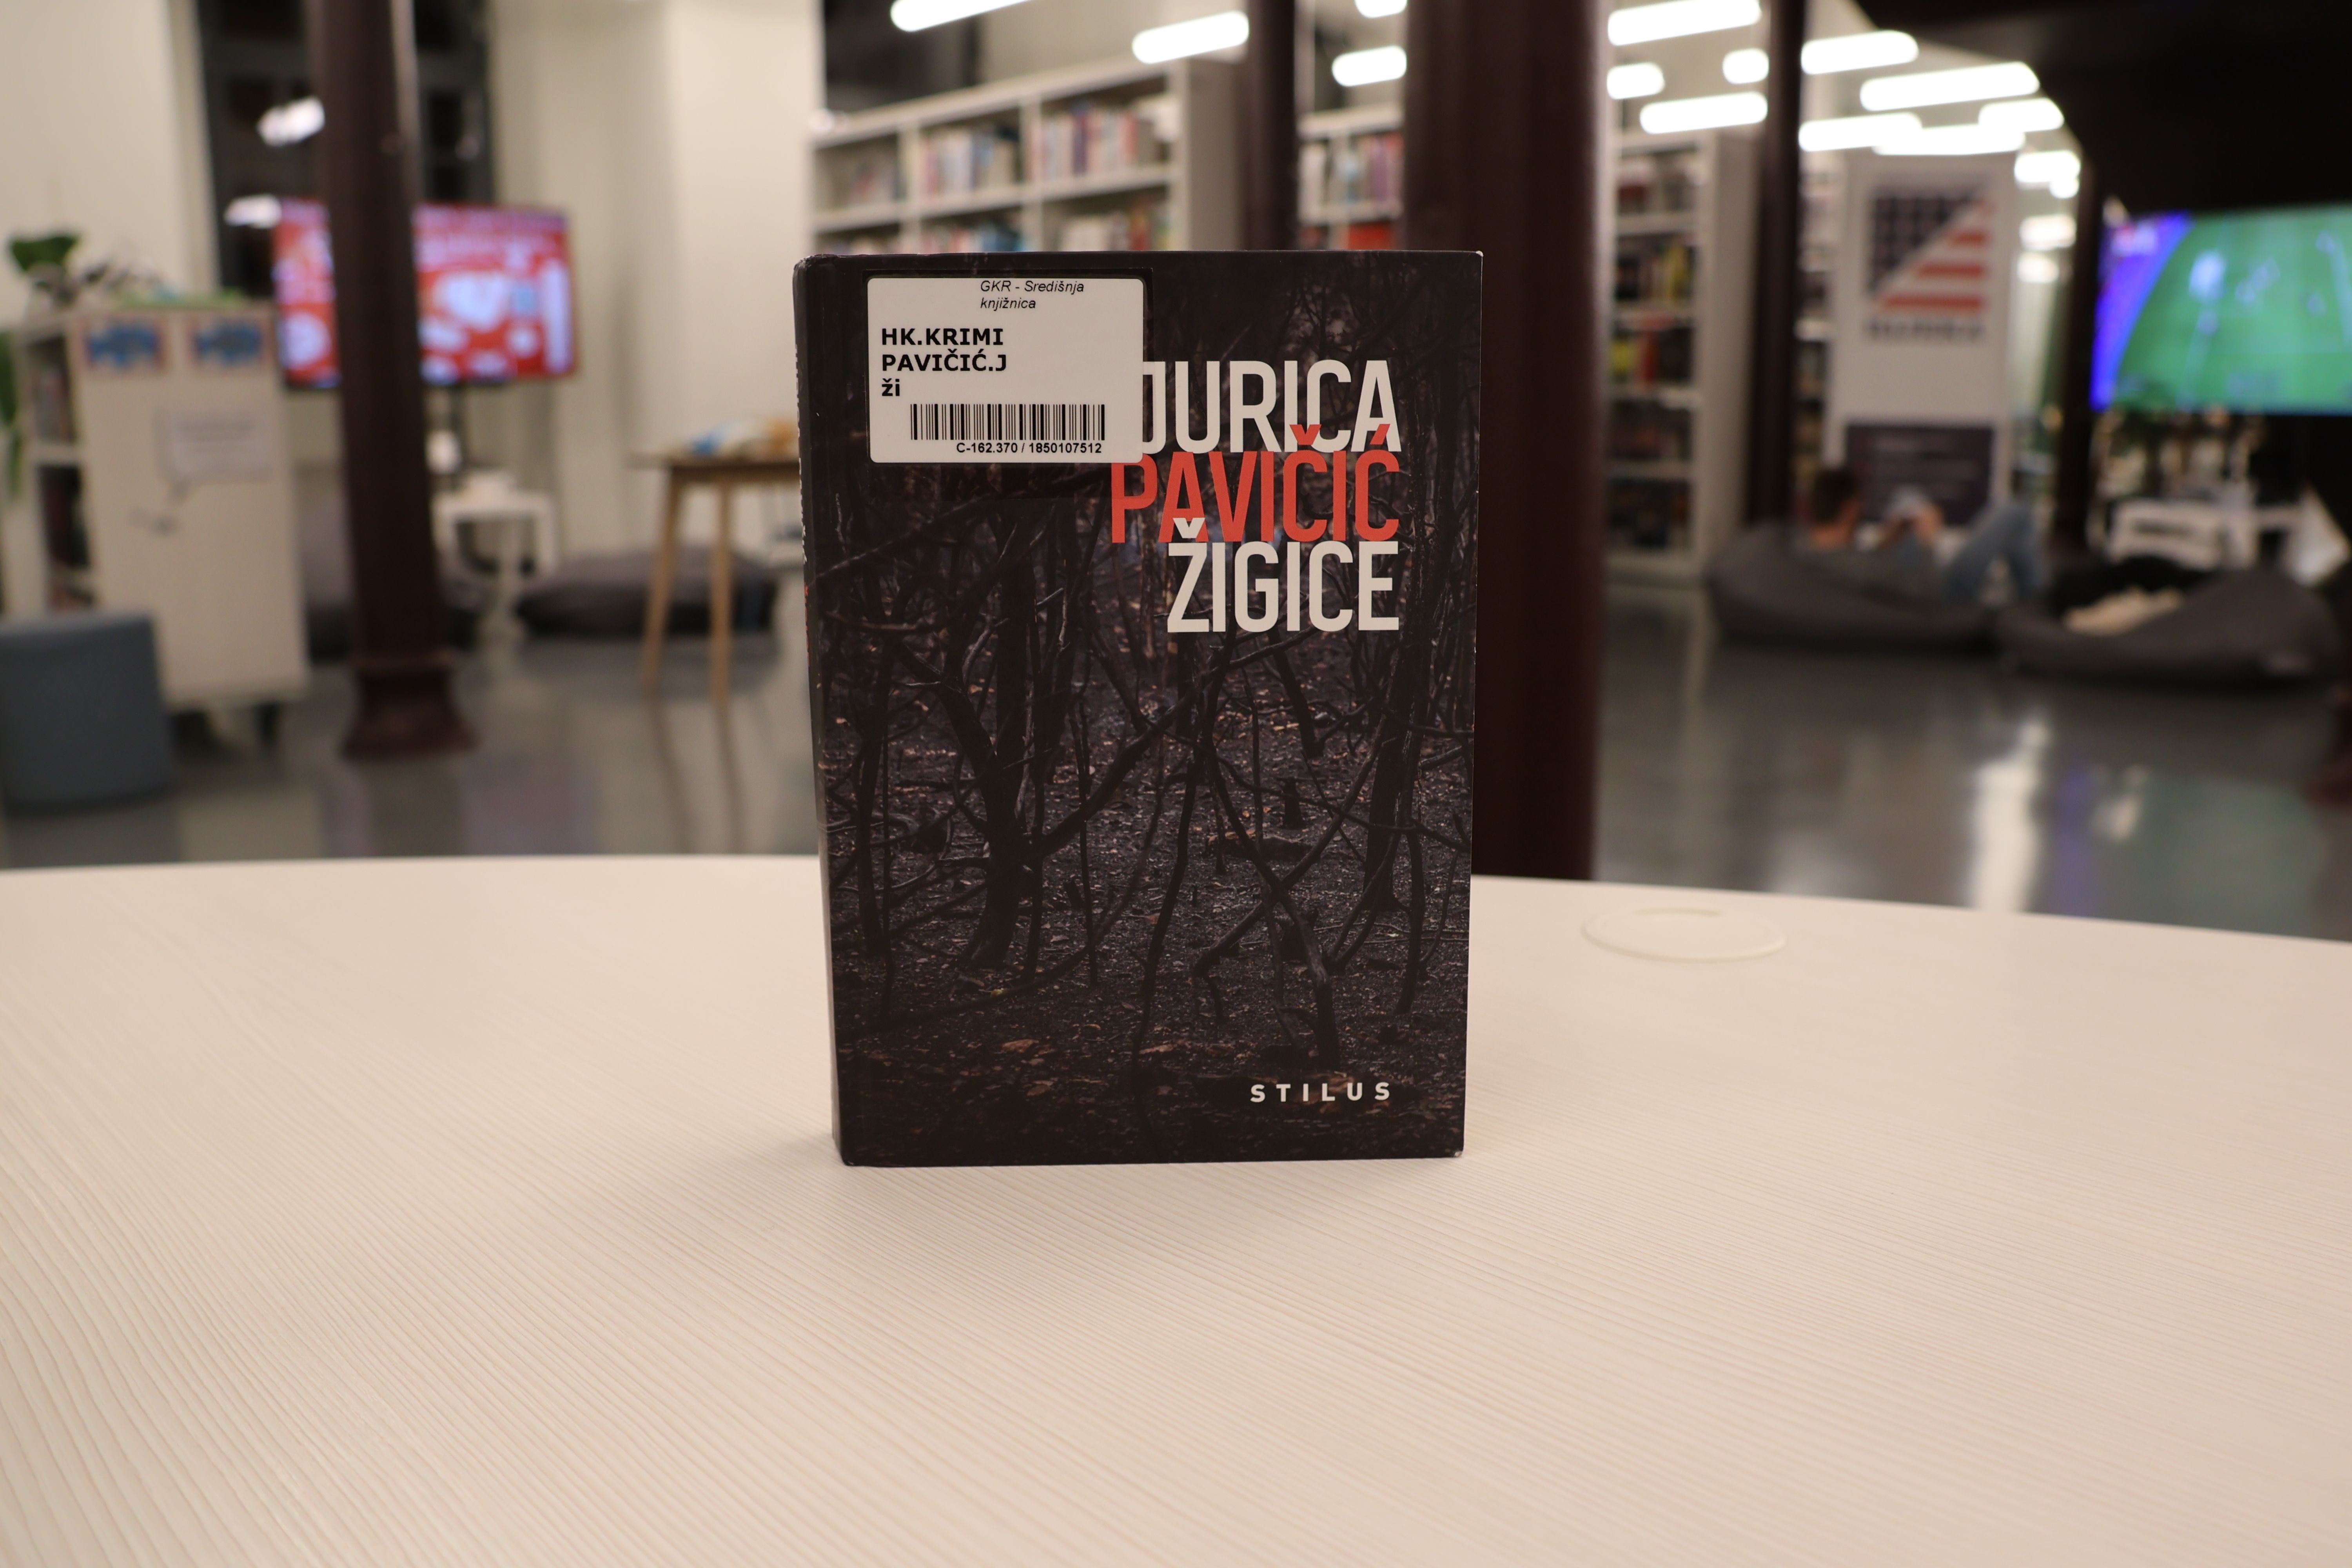 GKR - Središnja
knjižnica
HK.KRIMI
PAVIČIĆ.J
ži
C-162.370 / 1850107512
JURICA
PAVIČIĆ
ŽIGICE
STILUS